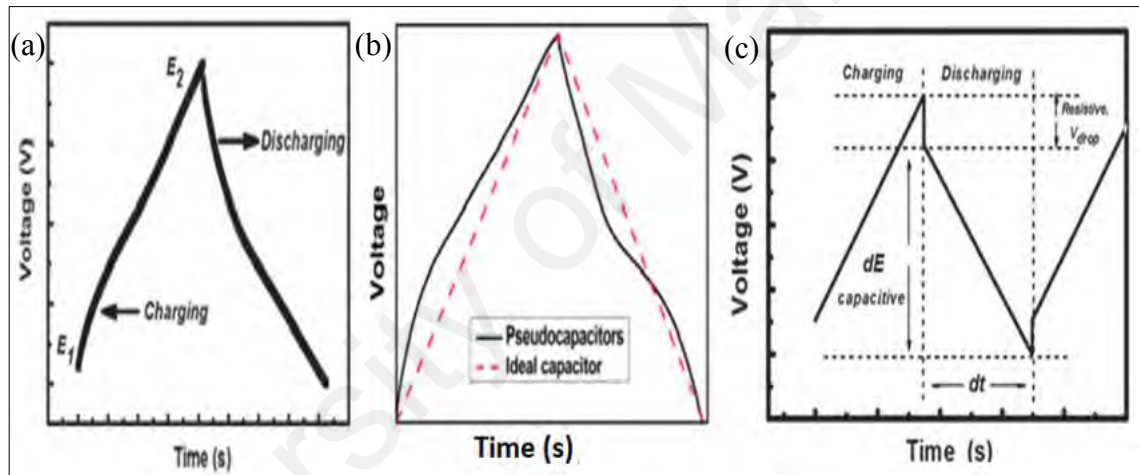 (a)
E2
Discharging
Charging
E1
Voltage (V)
Time (s)
(b)
Voltage
Pseudocapacitors
Ideal capacitor
Time (s)
(c)
Charging
Discharging
Resistive,
Vdrop
dE
capacitive
dt
Voltage (V)
Time (s)